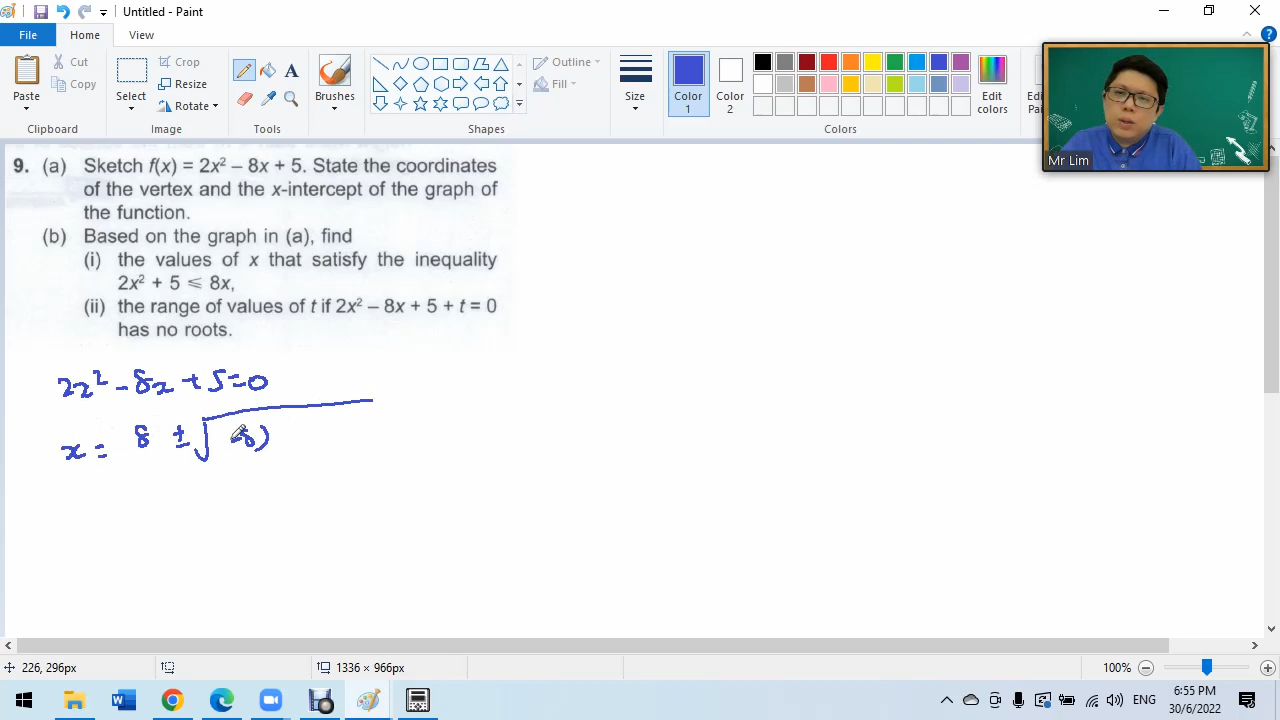 Untitled - Paint
File Home View
Paste Cut Copy
Clipboard
Select Crop Resize Rotate
Image
Tools
Brushes
Shapes
Outline
Fill
Size
Color 1
Color 2
Edit colors
Colors
Edit Pai
Mr Lim
9. (a) Sketch f(x) = 2x² – 8x + 5. State the coordinates
of the vertex and the x-intercept of the graph of
the function.
(b) Based on the graph in (a), find
(i) the values of x that satisfy the inequality
2x² + 5 ⩽ 8x,
(ii) the range of values of t if 2x² – 8x + 5 + t = 0
has no roots.
2x² - 8x + 5 = 0
x = 8 ± √ -8)
226, 296px
1336 × 966px
100%
ENG
6:55 PM
30/6/2022